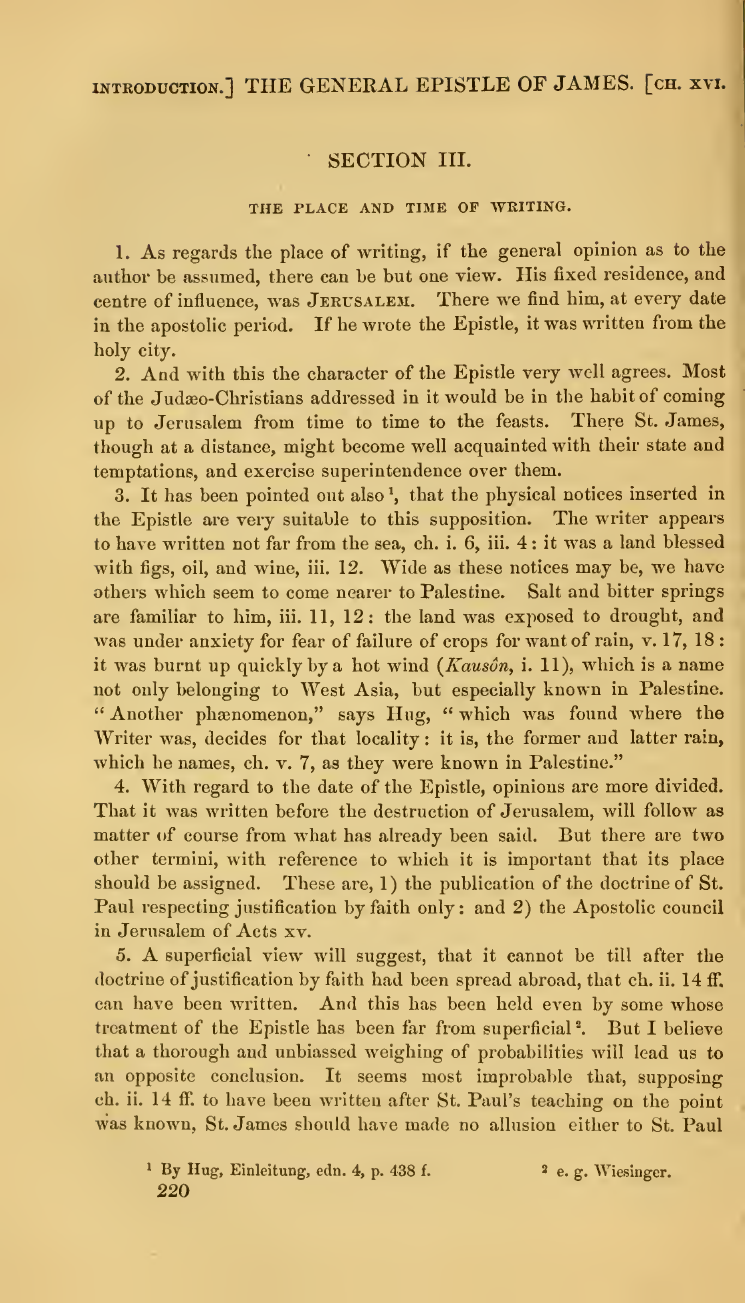 INTRODUCTION.] THE GENERAL EPISTLE OF JAMES. [CH. XVI.
SECTION III.
THE PLACE AND TIME OF WRITING.
1. As regards the place of writing, if the general opinion as to the
author be assumed, there can be but one view. His fixed residence, and
centre of influence, was JERUSALEM. There we find him, at every date
in the apostolic period. If he wrote the Epistle, it was written from the
holy city.
2. And with this the character of the Epistle very well agrees. Most
of the Judæo-Christians addressed in it would be in the habit of coming
up to Jerusalem from time to time to the feasts. There St. James,
though at a distance, might become well acquainted with their state and
temptations, and exercise superintendence over them.
3. It has been pointed out also ¹, that the physical notices inserted in
the Epistle are very suitable to this supposition. The writer appears
to have written not far from the sea, ch. i. 6, iii. 4 : it was a land blessed
with figs, oil, and wine, iii. 12. Wide as these notices may be, we have
others which seem to come nearer to Palestine. Salt and bitter springs
are familiar to him, iii. 11, 12 : the land was exposed to drought, and
was under anxiety for fear of failure of crops for want of rain, v. 17, 18 :
it was burnt up quickly by a hot wind (Kausôn, i. 11), which is a name
not only belonging to West Asia, but especially known in Palestine.
“ Another phænomenon,” says Hug, “ which was found where the
Writer was, decides for that locality : it is, the former and latter rain,
which he names, ch. v. 7, as they were known in Palestine.”
4. With regard to the date of the Epistle, opinions are more divided.
That it was written before the destruction of Jerusalem, will follow as
matter of course from what has already been said. But there are two
other termini, with reference to which it is important that its place
should be assigned. These are, 1) the publication of the doctrine of St.
Paul respecting justification by faith only : and 2) the Apostolic council
in Jerusalem of Acts xv.
5. A superficial view will suggest, that it cannot be till after the
doctrine of justification by faith had been spread abroad, that ch. ii. 14 ff.
can have been written. And this has been held even by some whose
treatment of the Epistle has been far from superficial ². But I believe
that a thorough and unbiassed weighing of probabilities will lead us to
an opposite conclusion. It seems most improbable that, supposing
ch. ii. 14 ff. to have been written after St. Paul’s teaching on the point
was known, St. James should have made no allusion either to St. Paul
¹ By Hug, Einleitung, edn. 4, p. 438 f. ² e. g. Wiesinger.
220